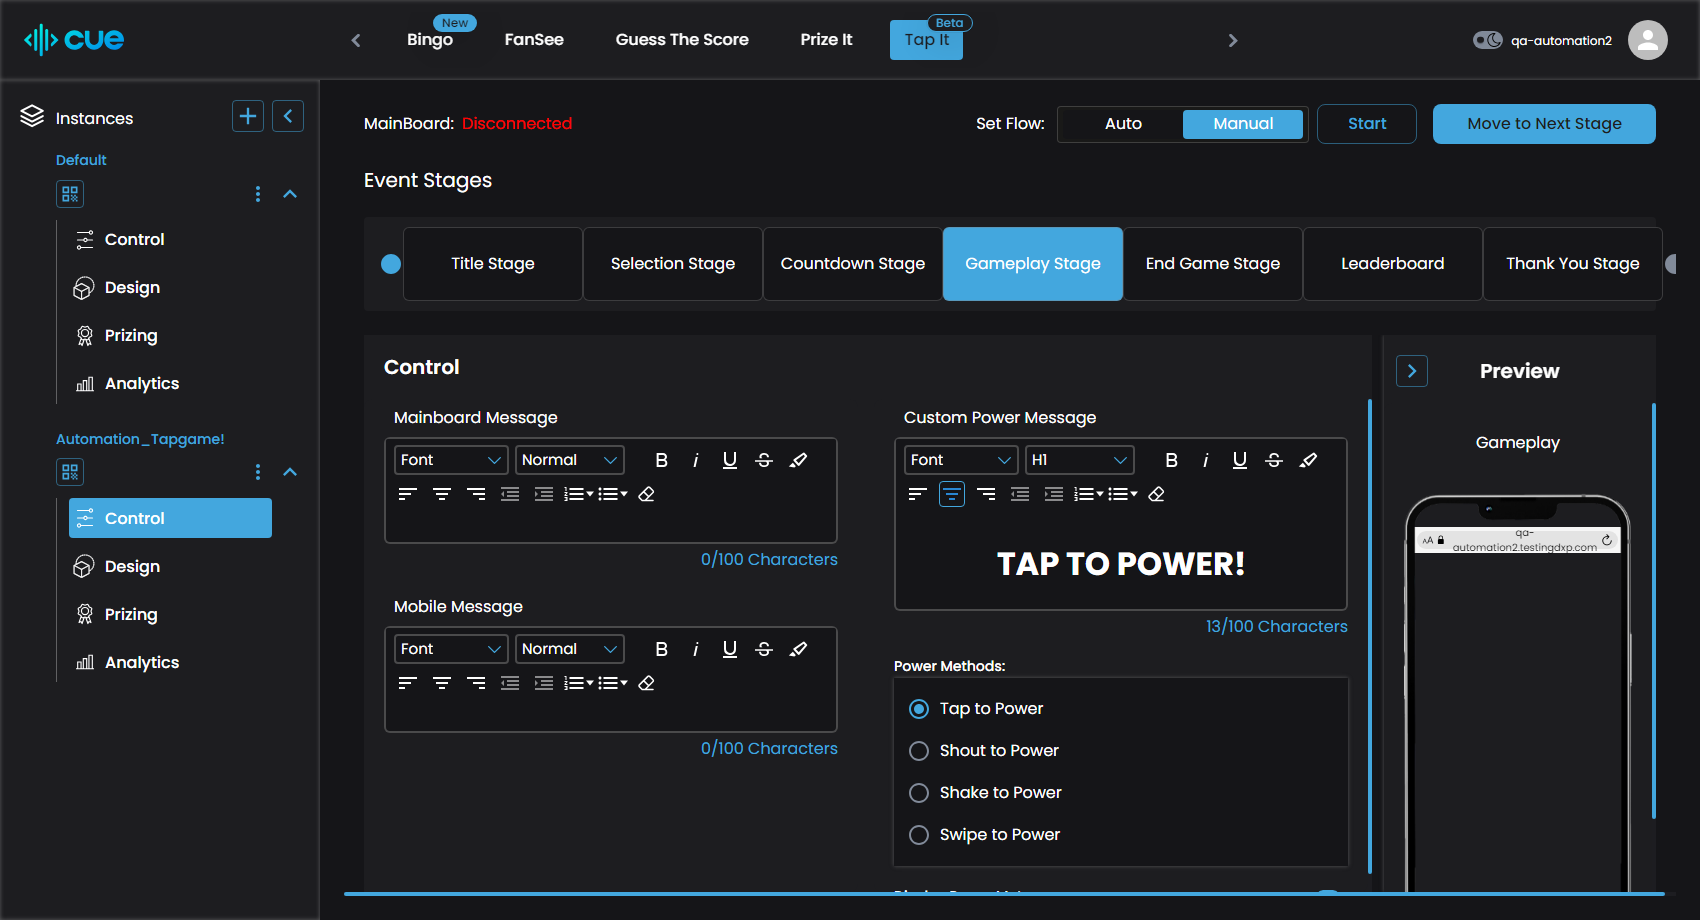 cue
New
Bingo
FanSee
Guess The Score
Prize It
Beta
Tap It
qa-automation2
Instances
Default
Control
Design
Prizing
Analytics
Automation_Tapgame!
Control
Design
Prizing
Analytics
MainBoard: Disconnected
Set Flow:
Auto
Manual
Start
Move to Next Stage
Event Stages
Title Stage
Selection Stage
Countdown Stage
Gameplay Stage
End Game Stage
Leaderboard
Thank You Stage
Control
Mainboard Message
Font
Normal
B i U S
0/100 Characters
Mobile Message
Font
Normal
B i U S
0/100 Characters
Custom Power Message
Font
H1
B i U S
TAP TO POWER!
13/100 Characters
Power Methods:
Tap to Power
Shout to Power
Shake to Power
Swipe to Power
Preview
Gameplay
AA
qa-
automation2.testingdxp.com